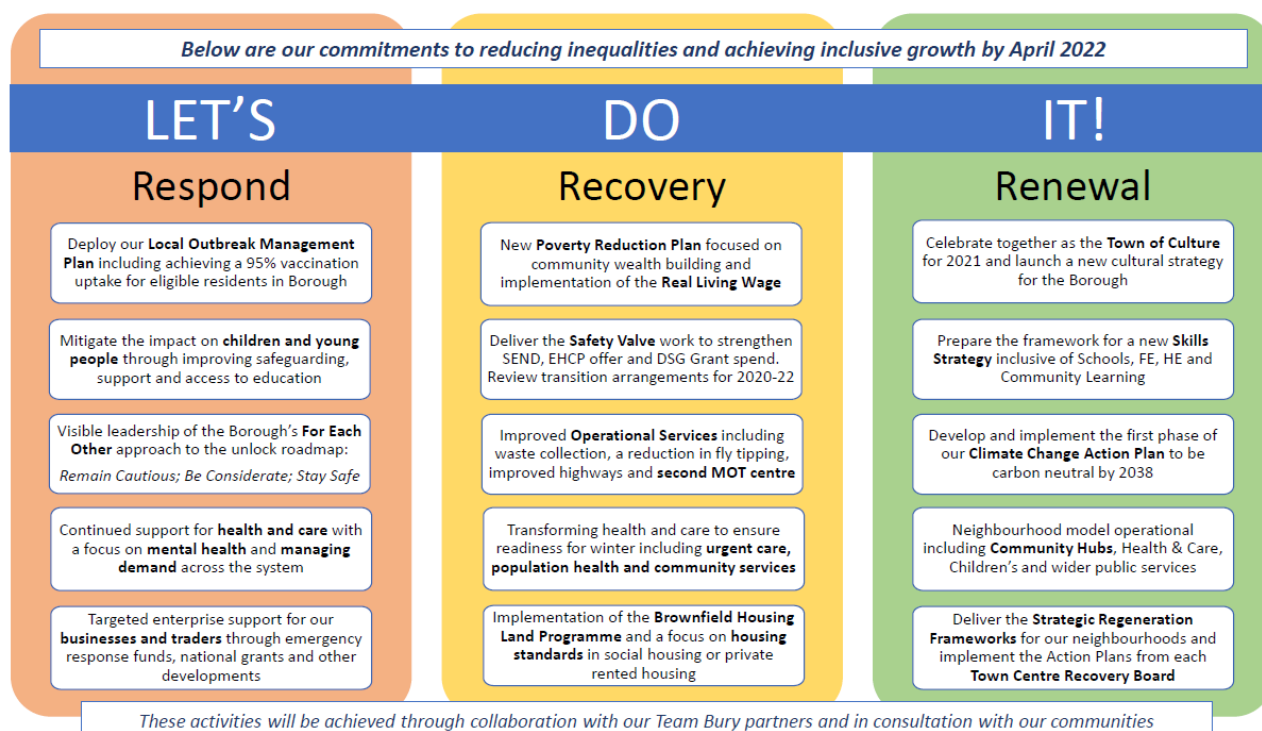 Below are our commitments to reducing inequalities and achieving inclusive growth by April 2022
LET'S
DO
IT!
Respond
Deploy our Local Outbreak Management
Plan including achieving a 95% vaccination
uptake for eligible residents in Borough
Mitigate the impact on children and young
people through improving safeguarding,
support and access to education
Visible leadership of the Borough's For Each
Other approach to the unlock roadmap:
Remain Cautious; Be Considerate; Stay Safe
Continued support for health and care with
a focus on mental health and managing
demand across the system
Targeted enterprise support for our
businesses and traders through emergency
response funds, national grants and other
developments
Recovery
New Poverty Reduction Plan focused on
community wealth building and
implementation of the Real Living Wage
Deliver the Safety Valve work to strengthen
SEND, EHCP offer and DSG Grant spend.
Review transition arrangements for 2020-22
Improved Operational Services including
waste collection, a reduction in fly tipping,
improved highways and second MOT centre
Transforming health and care to ensure
readiness for winter including urgent care,
population health and community services
Implementation of the Brownfield Housing
Land Programme and a focus on housing
standards in social housing or private
rented housing
Renewal
Celebrate together as the Town of Culture
for 2021 and launch a new cultural strategy
for the Borough
Prepare the framework for a new Skills
Strategy inclusive of Schools, FE, HE and
Community Learning
Develop and implement the first phase of
our Climate Change Action Plan to be
carbon neutral by 2038
Neighbourhood model operational
including Community Hubs, Health & Care,
Children's and wider public services
Deliver the Strategic Regeneration
Frameworks for our neighbourhoods and
implement the Action Plans from each
Town Centre Recovery Board
These activities will be achieved through collaboration with our Team Bury partners and in consultation with our communities